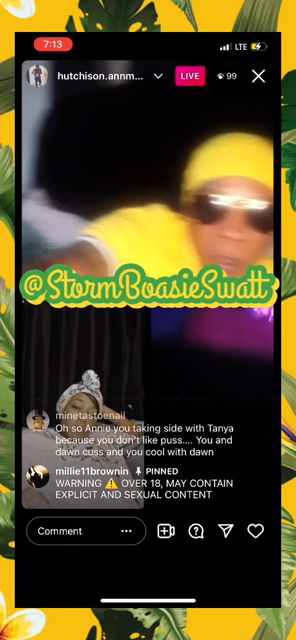 7:13
LTE
hutchison.annm...
LIVE
99
@StormBoasieSwatt
minetastoenail
Oh so Annie you taking side with Tanya
because you don't like puss.... You and
dawn cuss and you cool with dawn
millie11brownin PINNED
WARNING ⚠️ OVER 18, MAY CONTAIN
EXPLICIT AND SEXUAL CONTENT
Comment